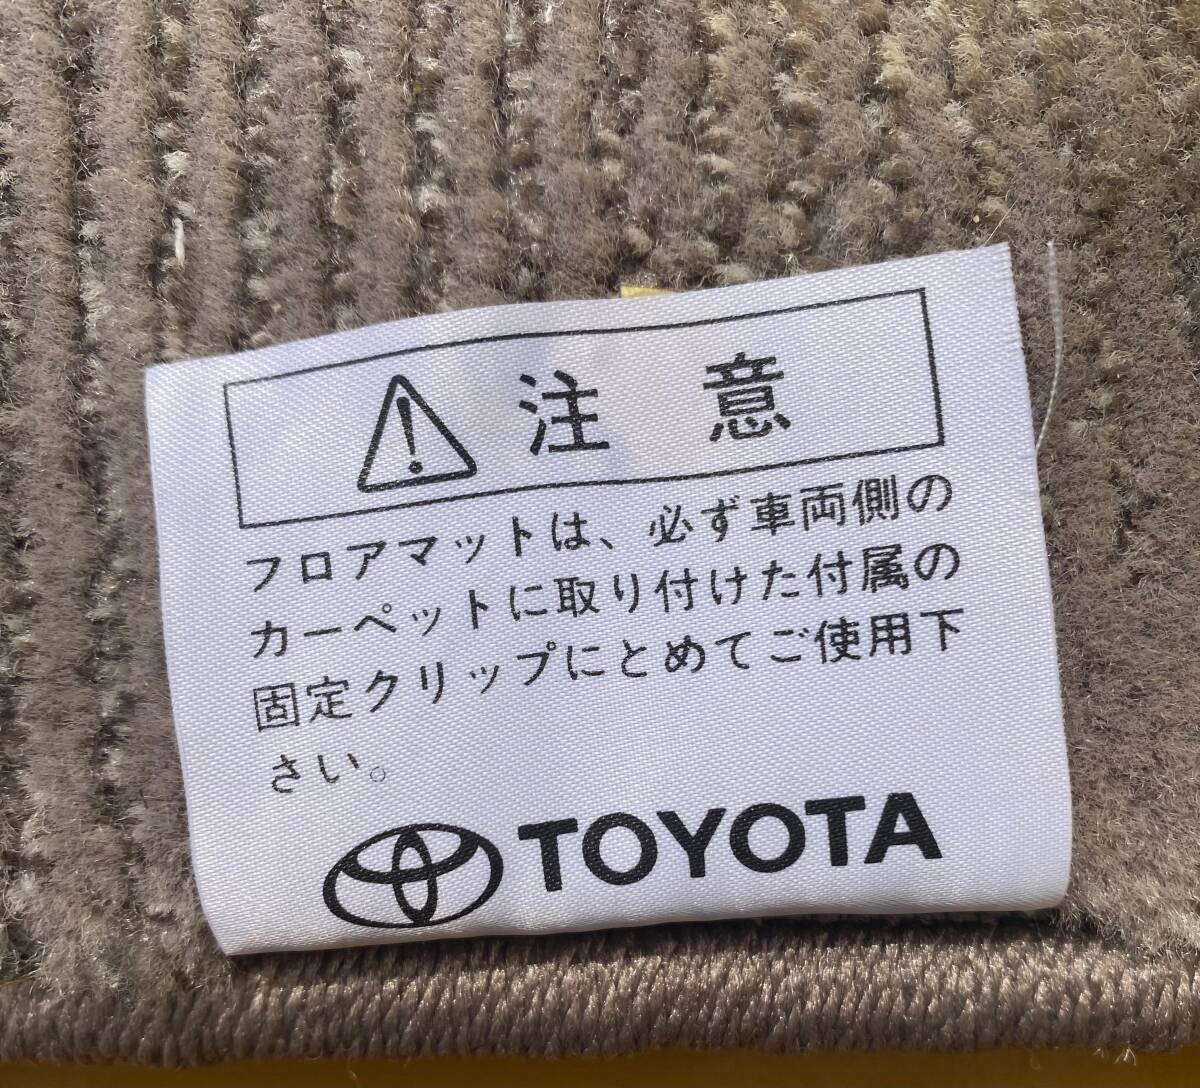 注意
フロアマットは、必ず車両側の
カーペットに取り付けた付属の
固定クリップにとめてご使用下
さい。
TOYOTA